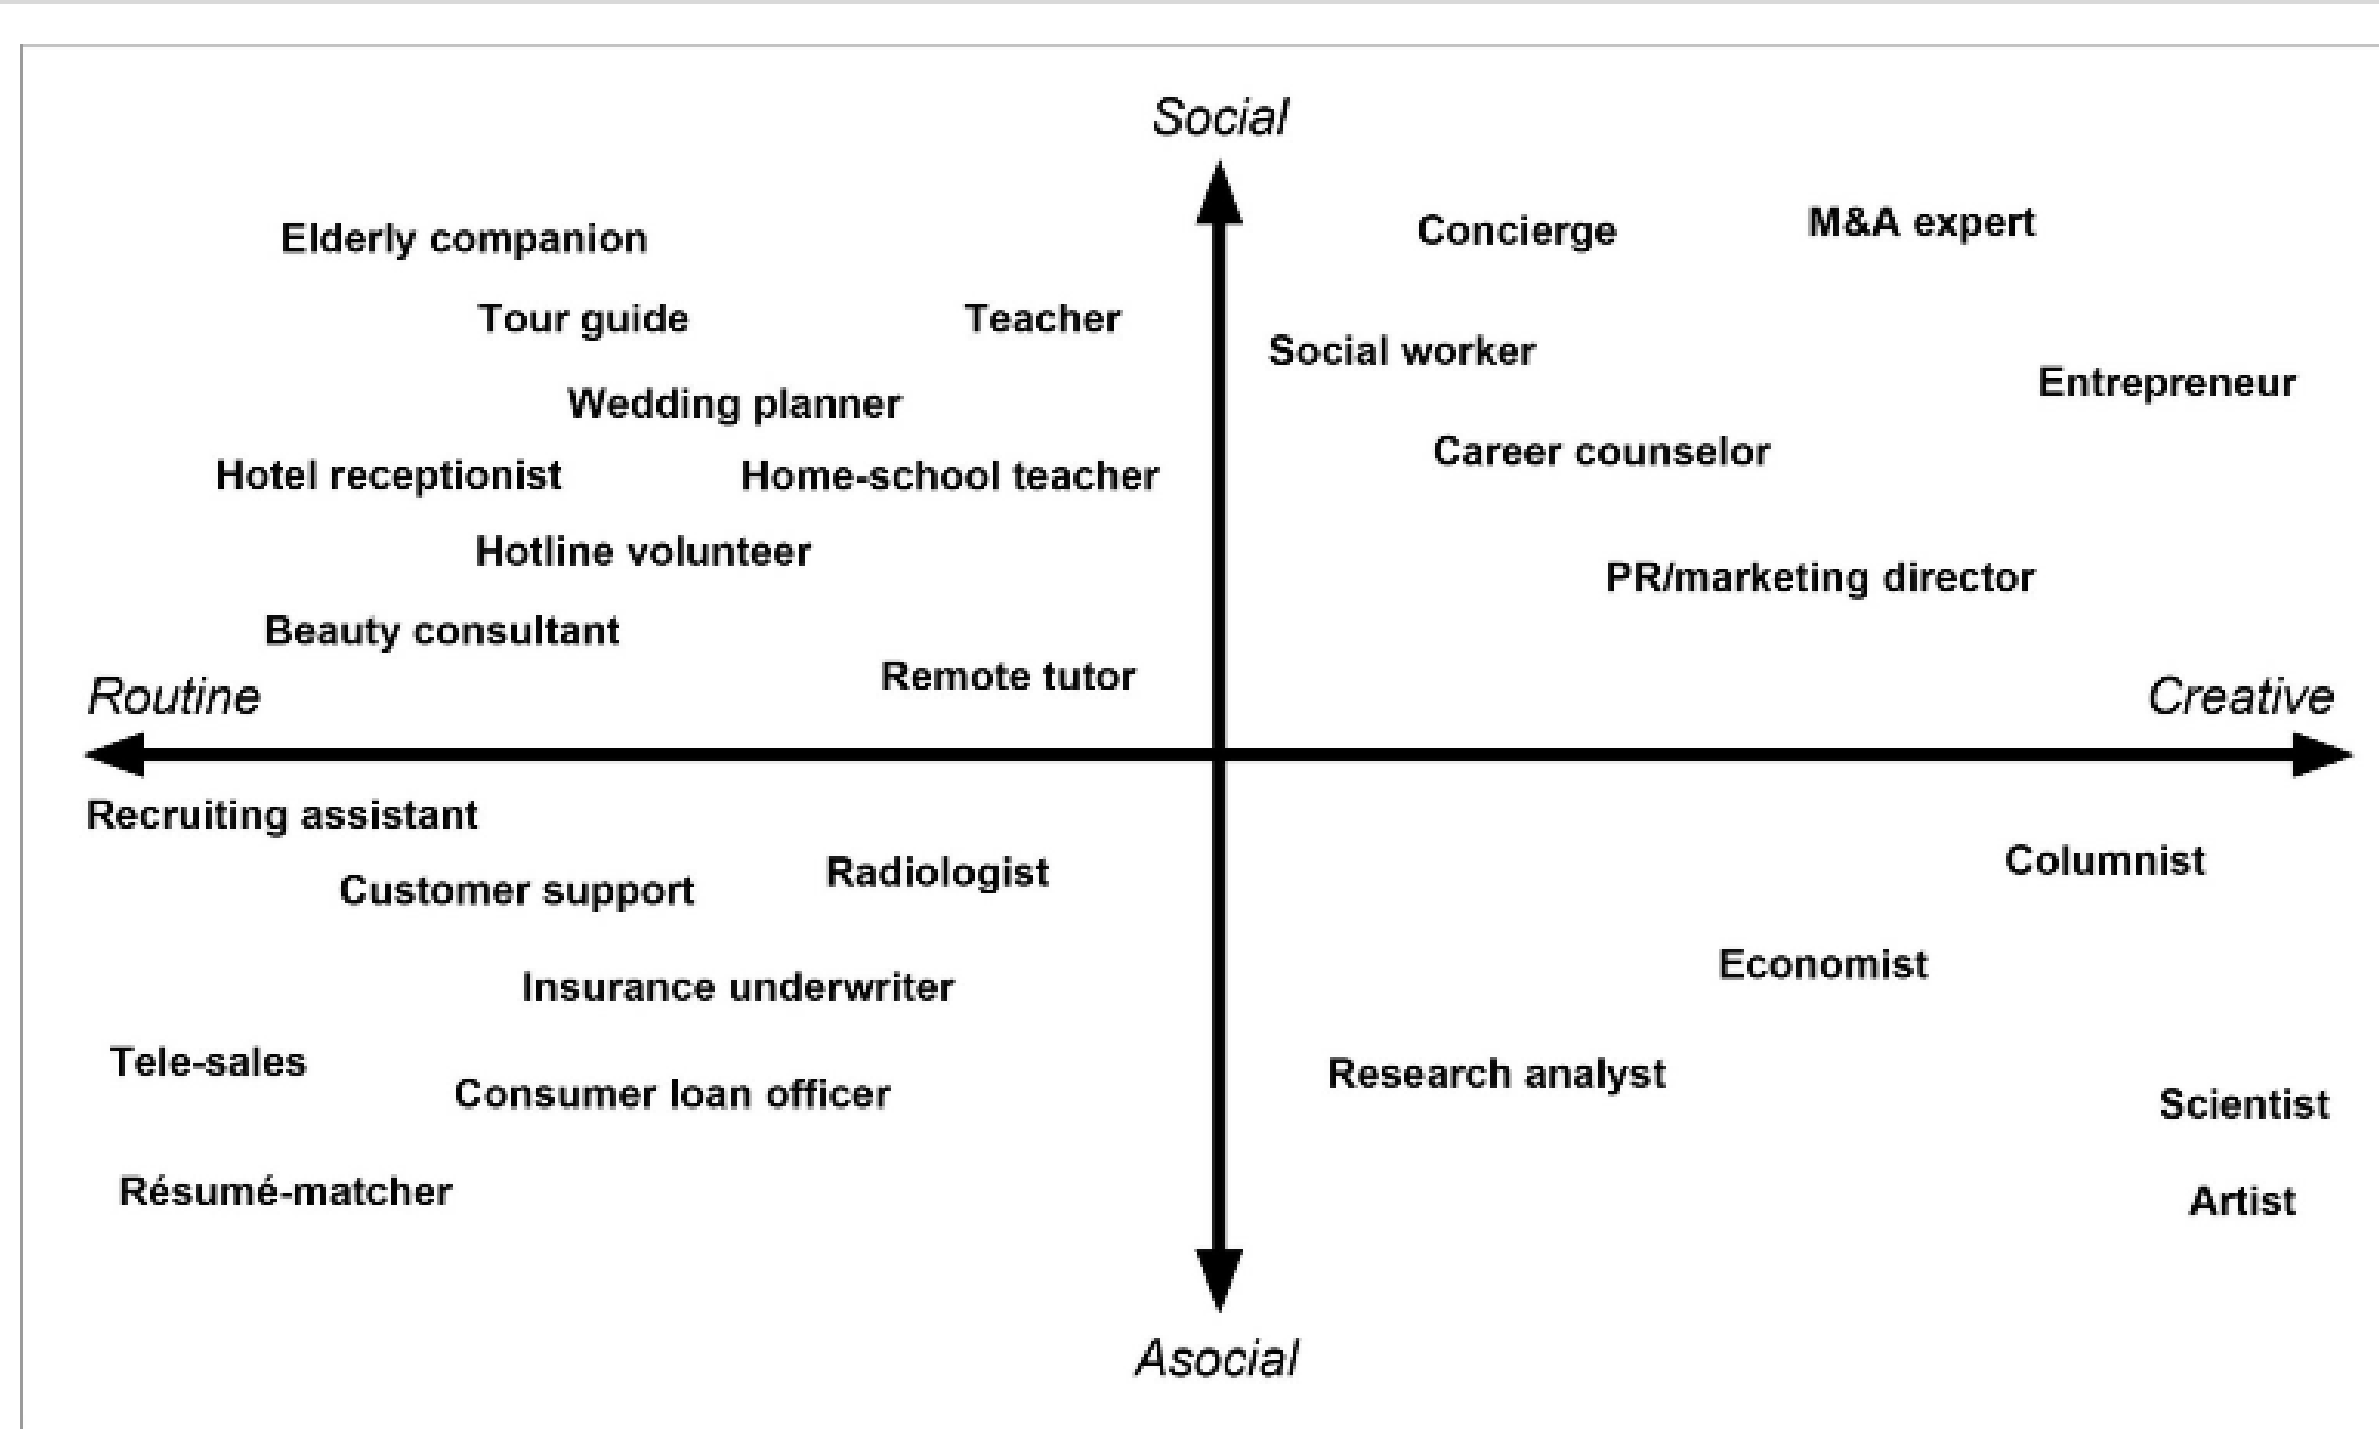 Social
Elderly companion
Concierge
M&A expert
Tour guide
Teacher
Social worker
Entrepreneur
Wedding planner
Career counselor
Hotel receptionist
Home-school teacher
Hotline volunteer
PR/marketing director
Beauty consultant
Remote tutor
Routine
Creative
Recruiting assistant
Customer support
Radiologist
Columnist
Insurance underwriter
Economist
Tele-sales
Consumer loan officer
Research analyst
Scientist
Résumé-matcher
Artist
Asocial